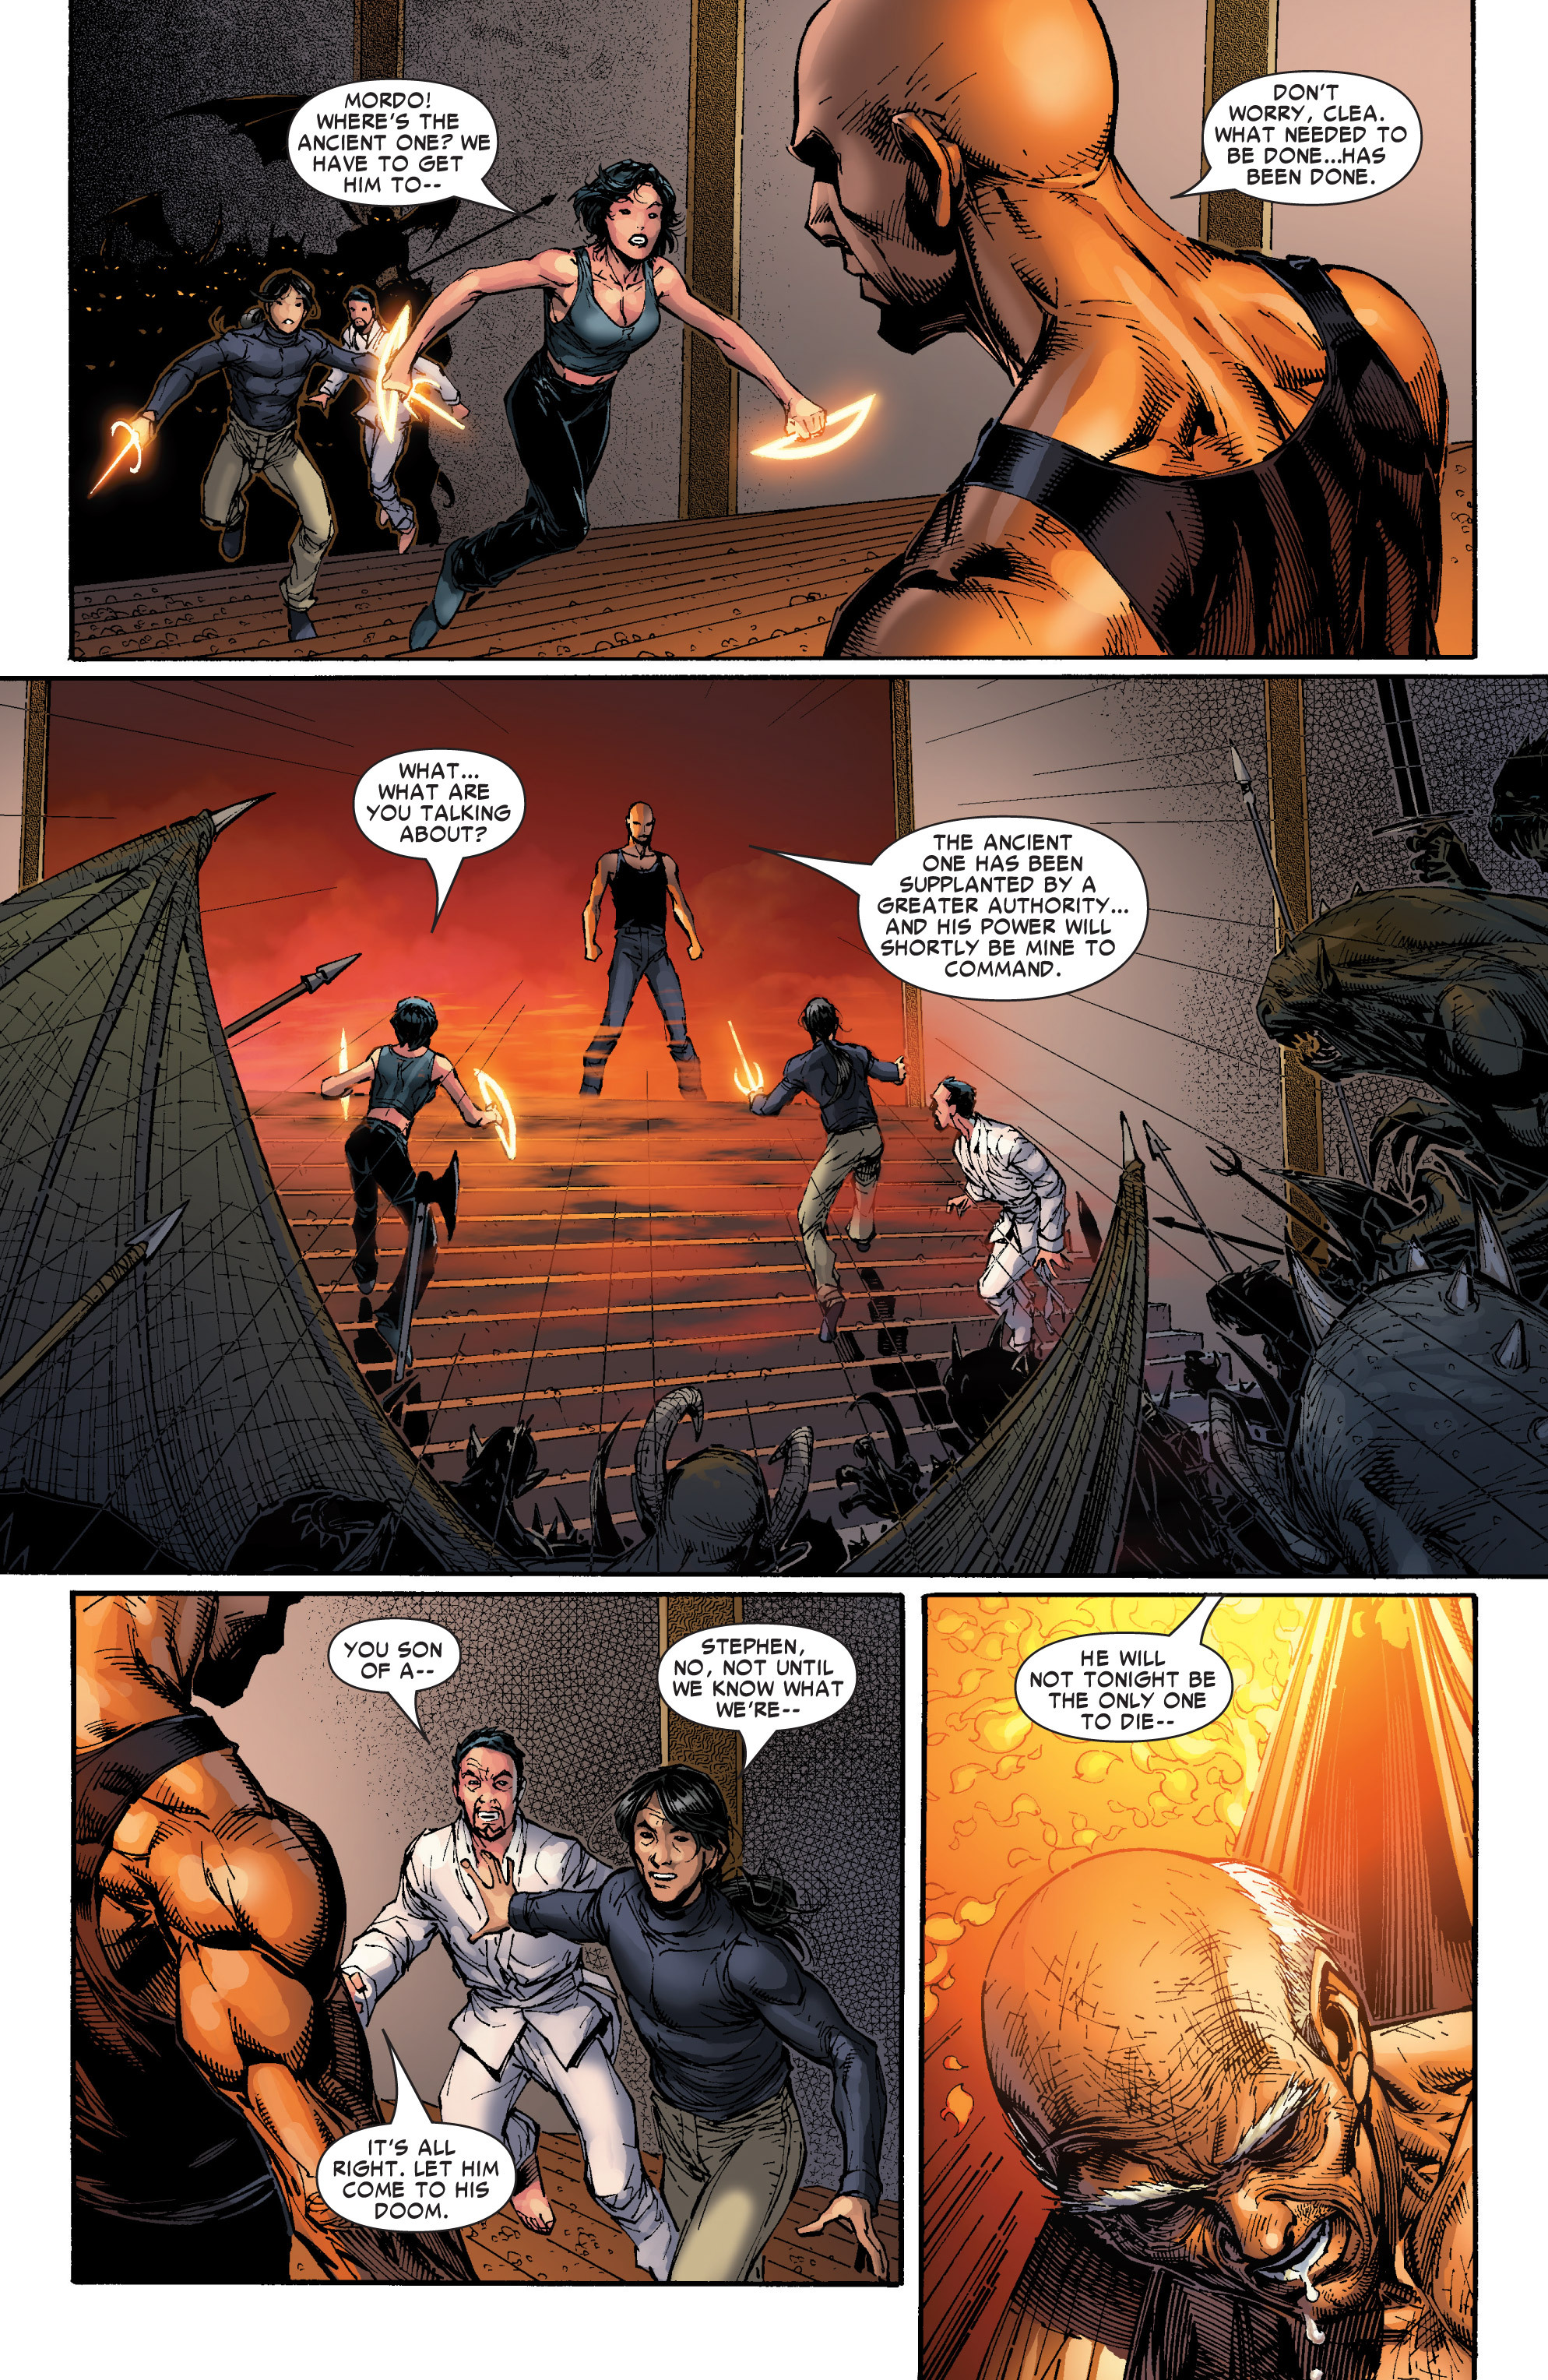 MORDO!
WHERE'S THE
ANCIENT ONE? WE
HAVE TO GET
HIM TO--
DON'T
WORRY, CLEA.
WHAT NEEDED TO
BE DONE...HAS
BEEN DONE.
WHAT...
WHAT ARE
YOU TALKING
ABOUT?
THE ANCIENT
ONE HAS BEEN
SUPPLANTED BY A
GREATER AUTHORITY...
AND HIS POWER WILL
SHORTLY BE MINE TO
COMMAND.
YOU SON
OF A--
STEPHEN,
NO, NOT UNTIL
WE KNOW WHAT
WE'RE--
IT'S ALL
RIGHT. LET HIM
COME TO HIS
DOOM.
HE WILL
NOT TONIGHT BE
THE ONLY ONE
TO DIE--